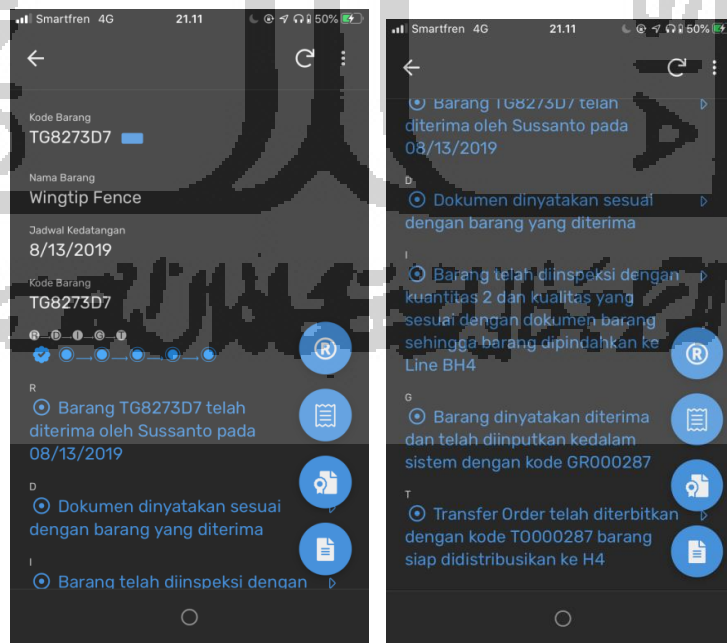 Smartfren 4G 21.11 50%
Kode Barang
TG8273D7
Nama Barang
Wingtip Fence
Jadwal Kedatangan
8/13/2019
Kode Barang
TG8273D7
R D I G T
R
R
Barang TG8273D7 telah
diterima oleh Sussanto pada
08/13/2019
D
Dokumen dinyatakan sesuai
dengan barang yang diterima
I
Barang telah diinspeksi dengan
Smartfren 4G 21.11 50%
Barang TG8273D7 telah
diterima oleh Sussanto pada
08/13/2019
D
Dokumen dinyatakan sesuai
dengan barang yang diterima
I
Barang telah diinspeksi dengan
kuantitas 2 dan kualitas yang
sesuai dengan dokumen barang
sehingga barang dipindahkan ke
Line BH4
R
G
Barang dinyatakan diterima
dan telah diinputkan kedalam
sistem dengan kode GR000287
T
Transfer Order telah diterbitkan
dengan kode TO000287 barang
siap didistribusikan ke H4